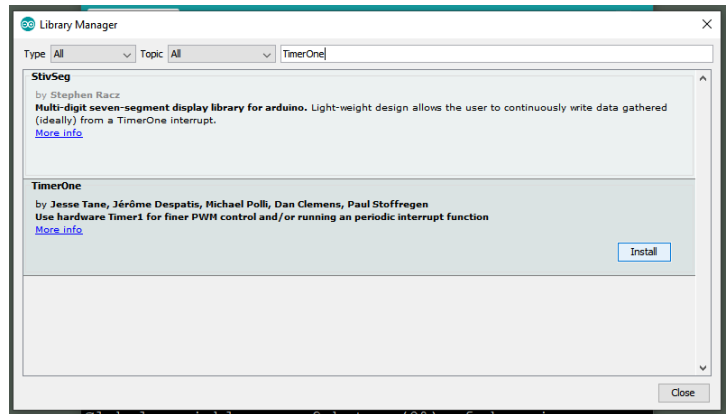 Library Manager
Type All Topic All TimerOne
StivSeg
by Stephen Racz
Multi-digit seven-segment display library for arduino. Light-weight design allows the user to continuously write data gathered
(ideally) from a TimerOne interrupt.
More info
TimerOne
by Jesse Tane, Jérôme Despatis, Michael Polli, Dan Clemens, Paul Stoffregen
Use hardware Timer1 for finer PWM control and/or running an periodic interrupt function
More info
Install
Close